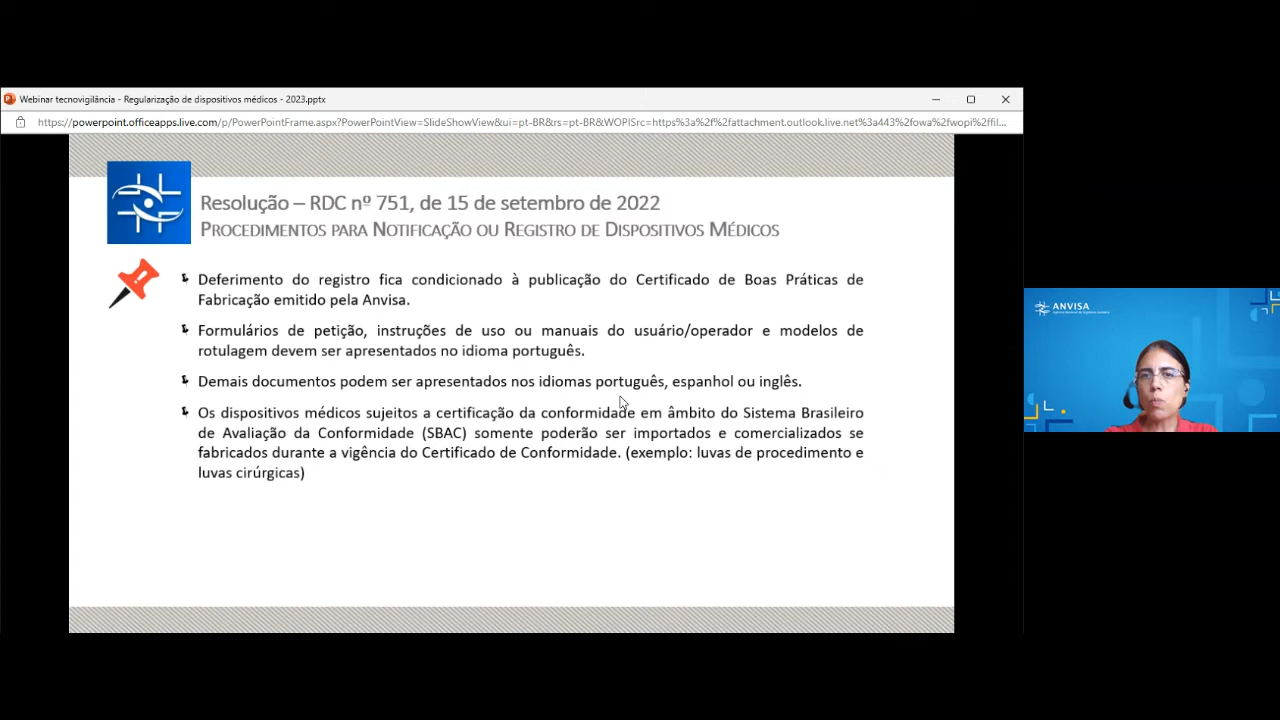 Webinar tecnovigilância - Regularização de dispositivos médicos - 2023.pptx
https://powerpoint.officeapps.live.com/p/PowerPointFrame.aspx?PowerPointView=SlideShowView&ui=pt-BR&rs=pt-BR&WOPISrc=https%3a%2f%2fattachment.outlook.live.net%3a443%2fowa%2fwopi%2ffil...
Resolução – RDC nº 751, de 15 de setembro de 2022
PROCEDIMENTOS PARA NOTIFICAÇÃO OU REGISTRO DE DISPOSITIVOS MÉDICOS
Deferimento do registro fica condicionado à publicação do Certificado de Boas Práticas de
Fabricação emitido pela Anvisa.
Formulários de petição, instruções de uso ou manuais do usuário/operador e modelos de
rotulagem devem ser apresentados no idioma português.
Demais documentos podem ser apresentados nos idiomas português, espanhol ou inglês.
Os dispositivos médicos sujeitos a certificação da conformidade em âmbito do Sistema Brasileiro
de Avaliação da Conformidade (SBAC) somente poderão ser importados e comercializados se
fabricados durante a vigência do Certificado de Conformidade. (exemplo: luvas de procedimento e
luvas cirúrgicas)
ANVISA
Agência Nacional de Vigilância Sanitária